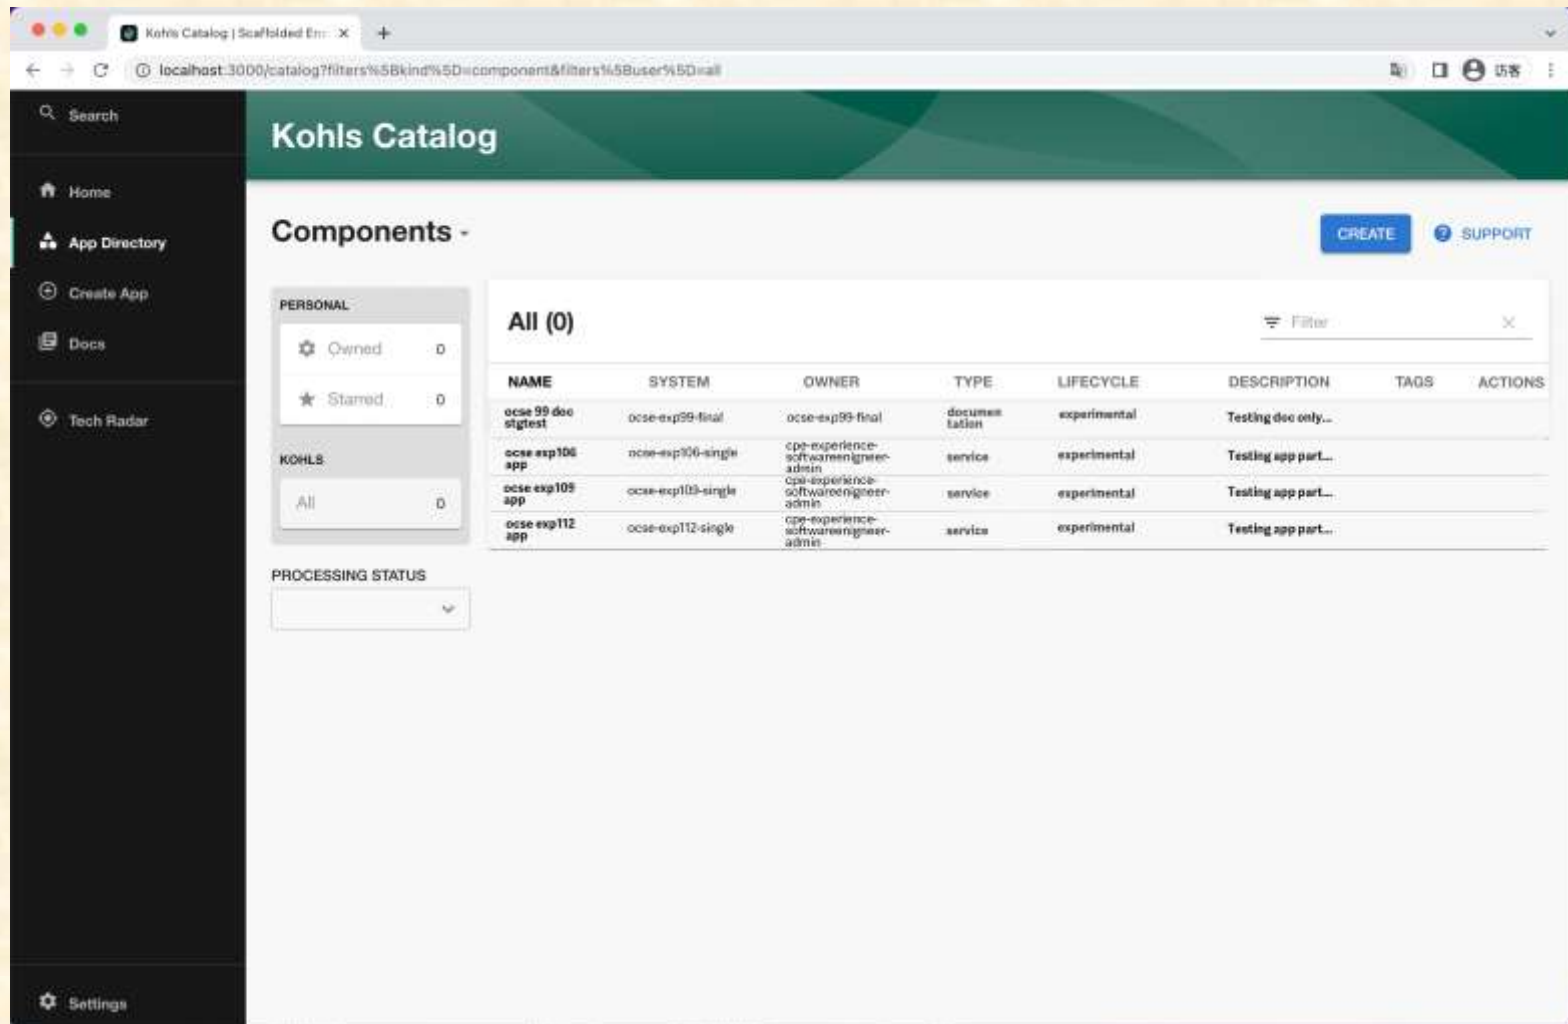 Kohls Catalog | Scaffolded En
localhost:3000/catalog?filters%5Bkind%5D=component&filters%5Buser%5D=all
访客
Search
Kohls Catalog
Home
App Directory
Create App
Docs
Tech Radar
Settings
Components
CREATE
SUPPORT
PERSONAL
Owned 0
Starred 0
KOHLS
All 0
PROCESSING STATUS
All (0)
Filter
NAME SYSTEM OWNER TYPE LIFECYCLE DESCRIPTION TAGS ACTIONS
ocse 99 doc stgtest ocse-exp99-final ocse-exp99-final documentation experimental Testing doc only...
ocse exp106 app ocse-exp106-single cpe-experience-softwareenigneer-admin service experimental Testing app part...
ocse exp109 app ocse-exp109-single cpe-experience-softwareenigneer-admin service experimental Testing app part...
ocse exp112 app ocse-exp112-single cpe-experience-softwareenigneer-admin service experimental Testing app part...